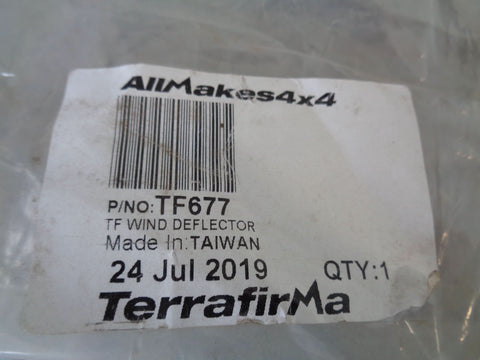 AllMakes4x4
P/NO:TF677
TF WIND DEFLECTOR
Made In:TAIWAN
24 Jul 2019 QTY:1
TerrafirMa